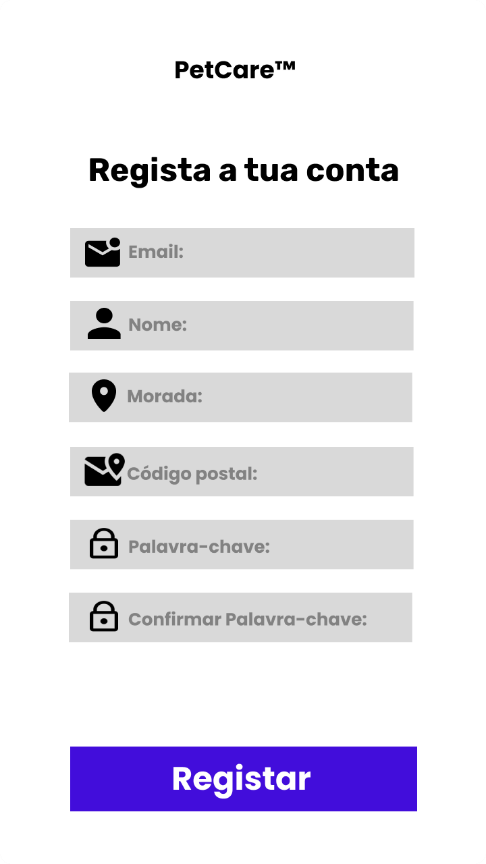 PetCare™
Regista a tua conta
Email:
Nome:
Morada:
Código postal:
Palavra-chave:
Confirmar Palavra-chave:
Registar